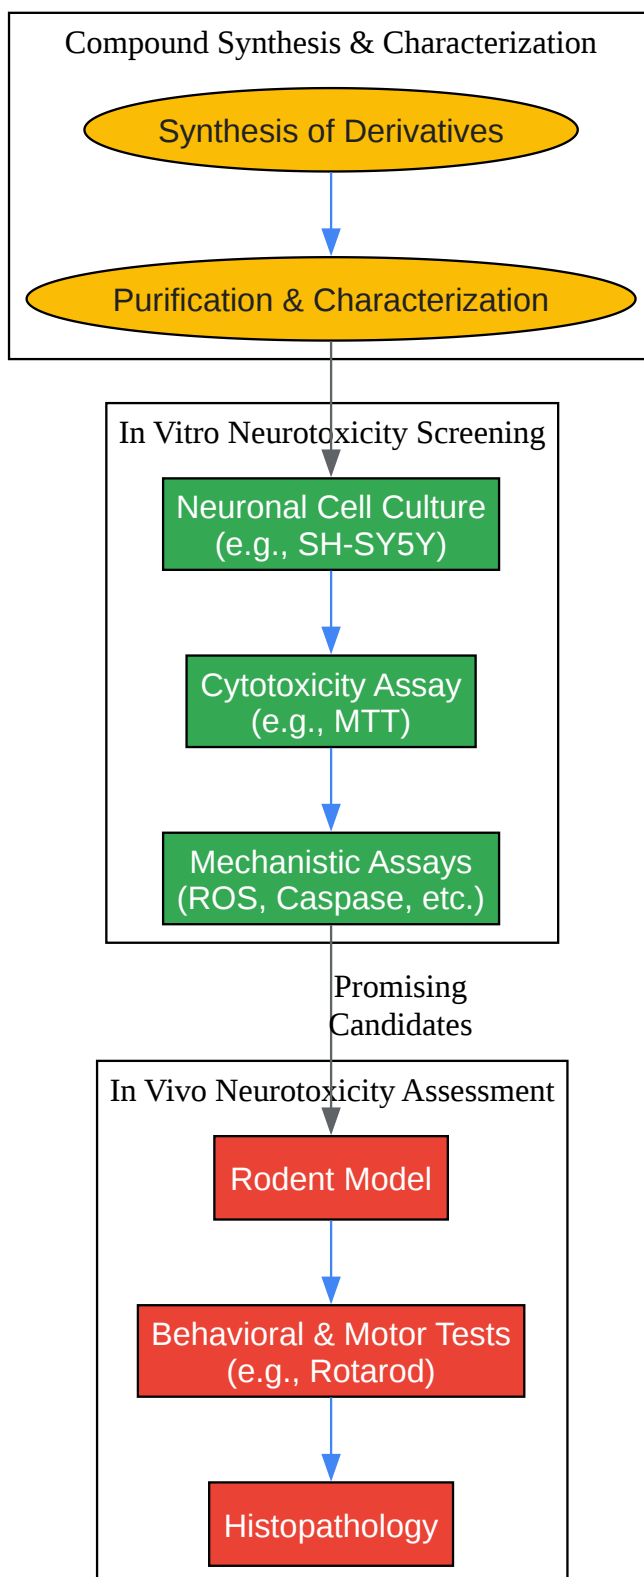 Compound Synthesis & Characterization
Synthesis of Derivatives
Purification & Characterization
In Vitro Neurotoxicity Screening
Neuronal Cell Culture
(e.g., SH-SY5Y)
Cytotoxicity Assay
(e.g., MTT)
Mechanistic Assays
(ROS, Caspase, etc.)
Promising
Candidates
In Vivo Neurotoxicity Assessment
Rodent Model
Behavioral & Motor Tests
(e.g., Rotarod)
Histopathology